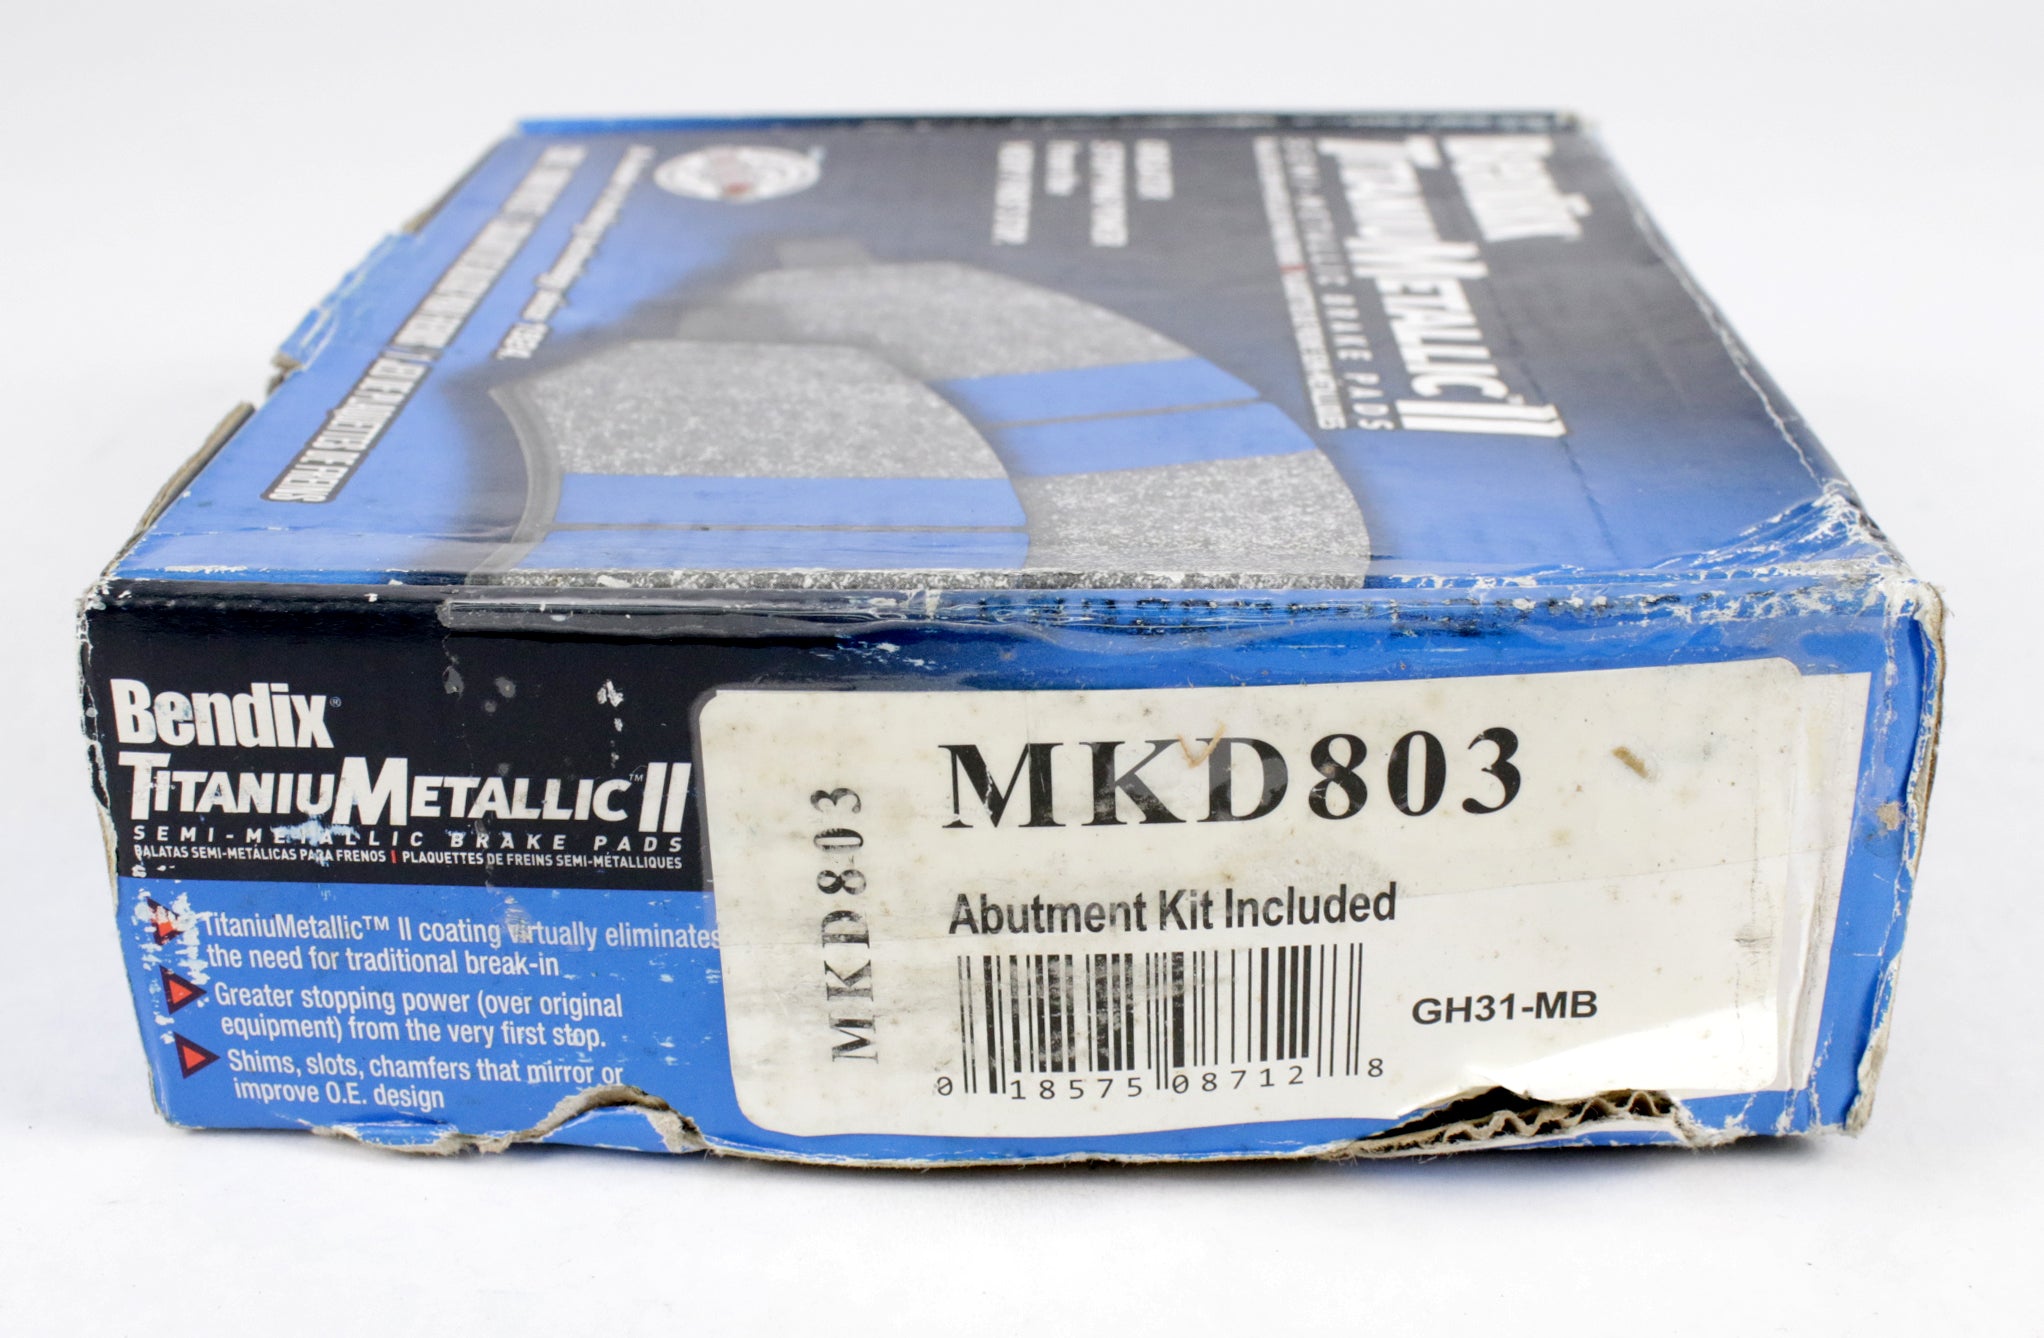 Bendix
TITANIUMETALLIC II
SEMI-METALLIC BRAKE PADS
Bendix®
TITANIUMETALLIC™ II
SEMI-METALLIC BRAKE PADS
BALATAS SEMI-METÁLICAS PARA FRENOS | PLAQUETTES DE FREINS SEMI-MÉTALLIQUES
TitaniuMetallic™ II coating virtually eliminates
the need for traditional break-in
Greater stopping power (over original
equipment) from the very first stop.
Shims, slots, chamfers that mirror or
improve O.E. design
MKD803
MKD803
Abutment Kit Included
GH31-MB
0 18575 08712 8